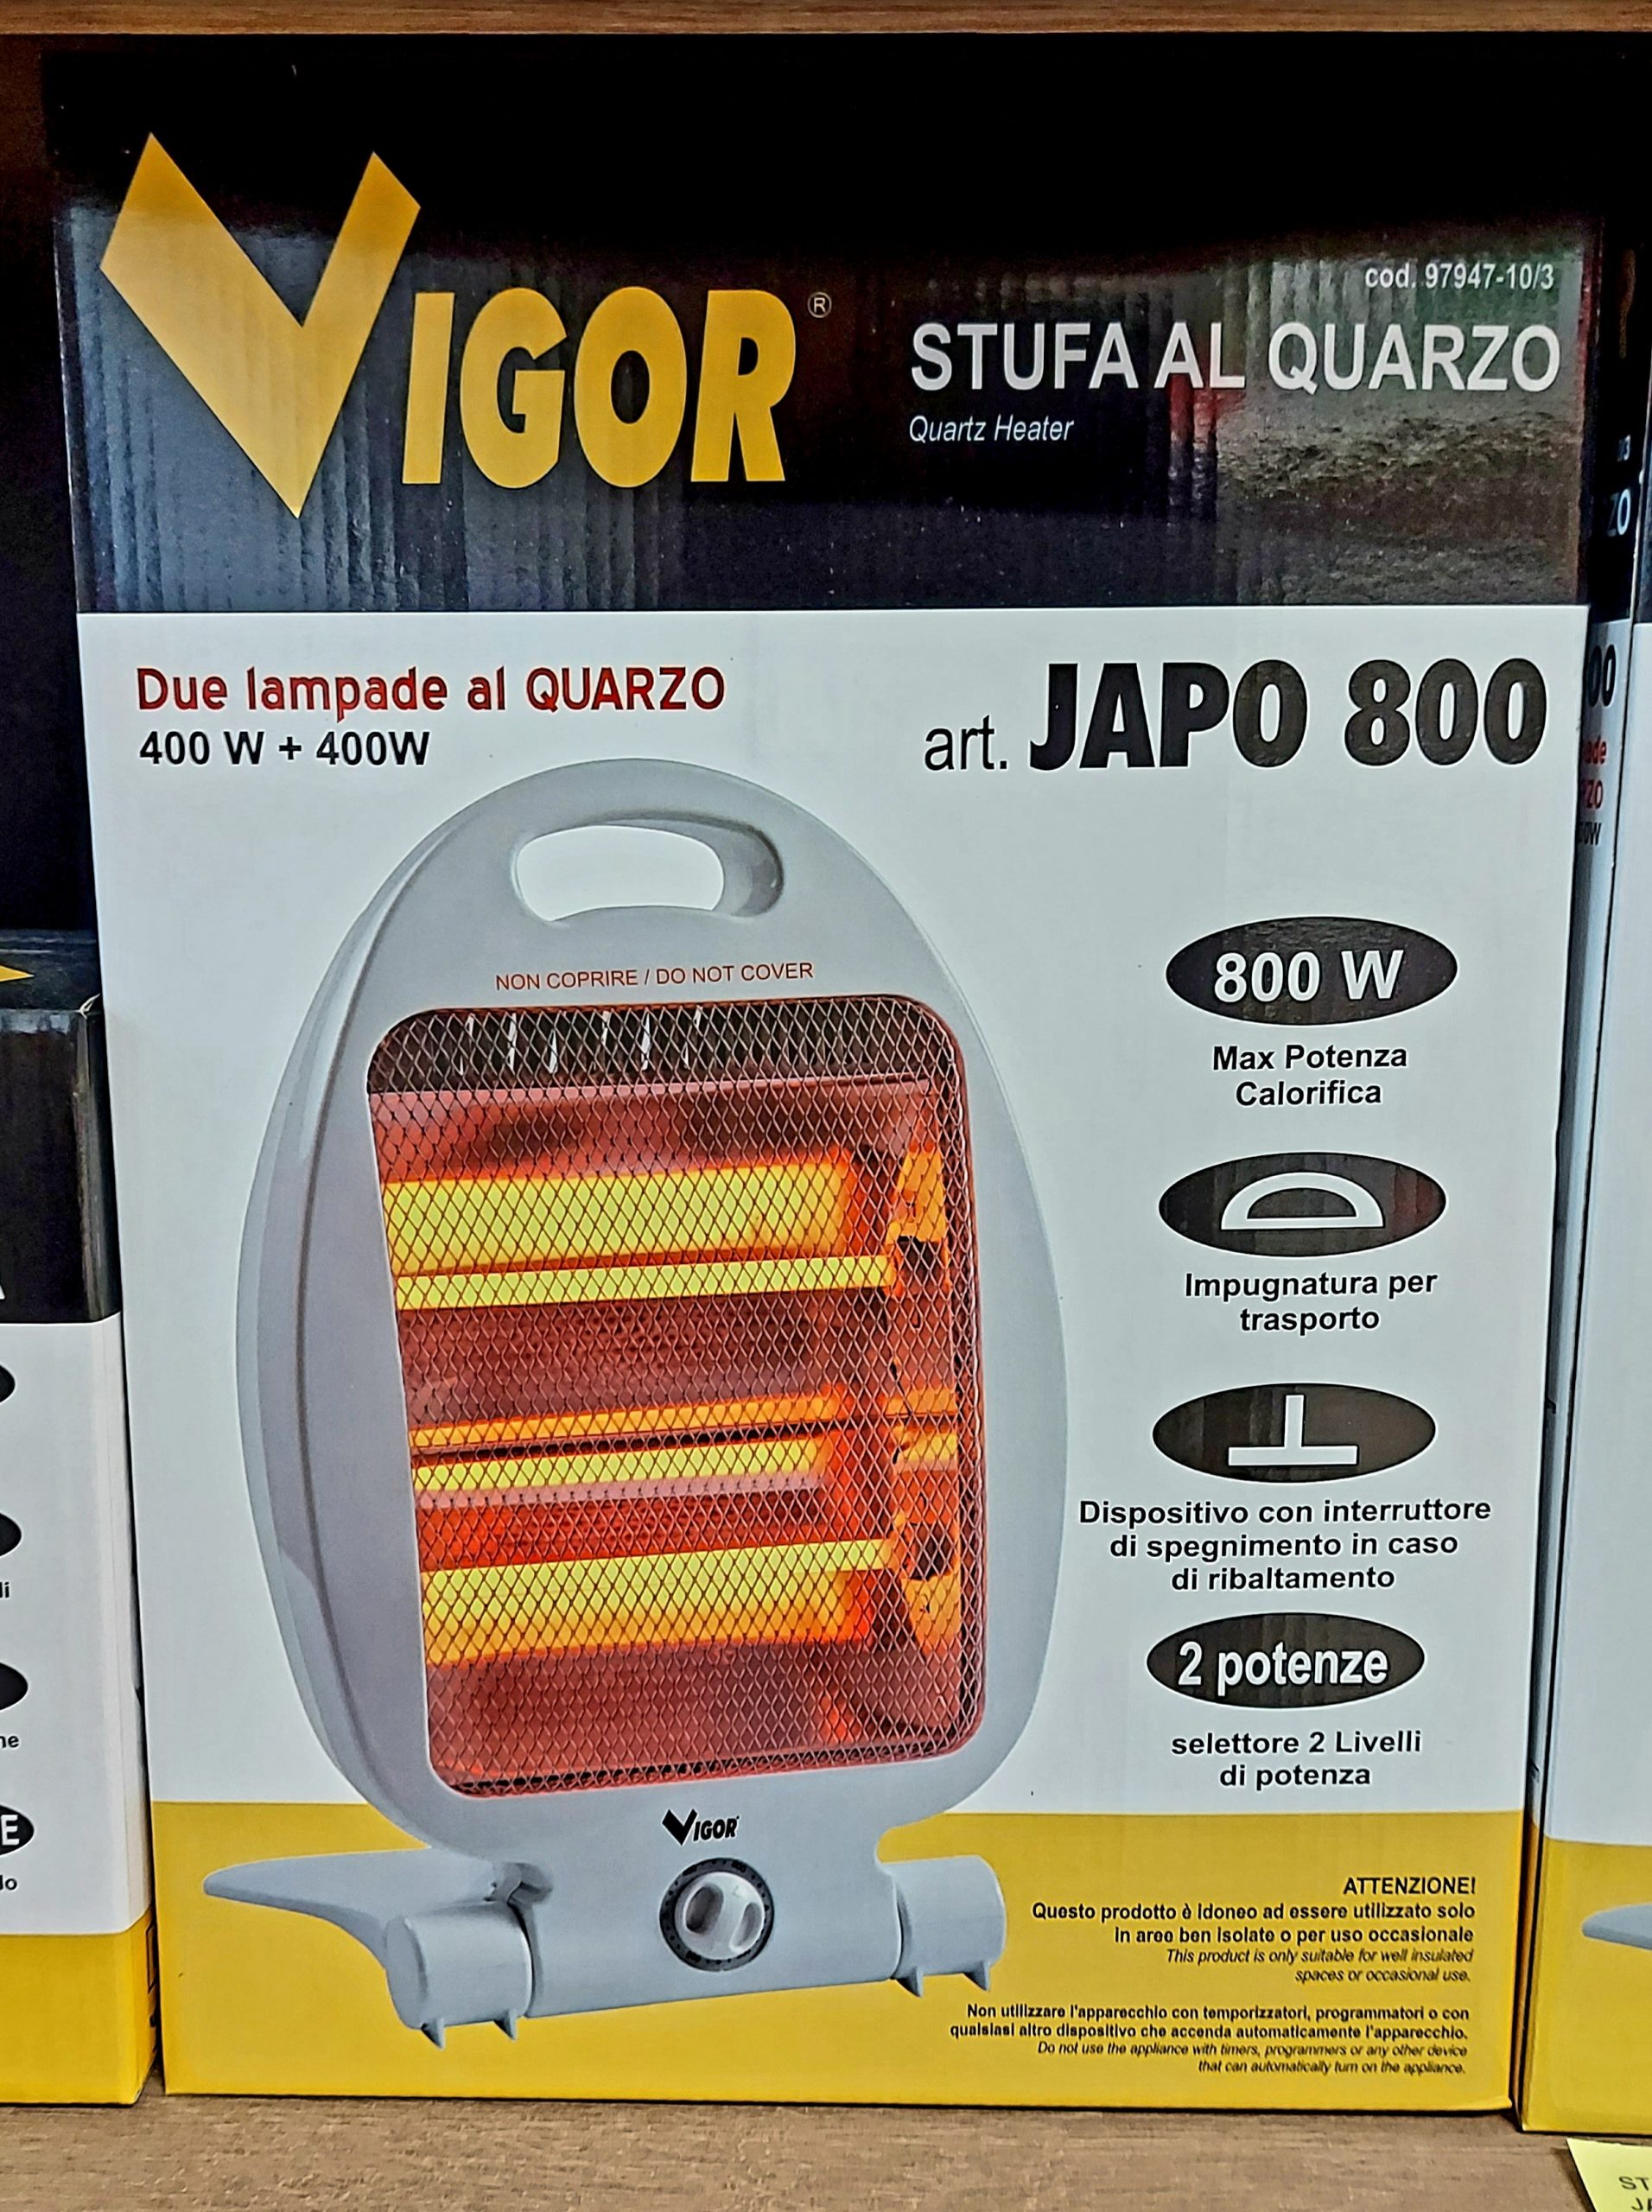 VIGOR®
cod. 97947-10/3
STUFA AL QUARZO
Quartz Heater
Due lampade al QUARZO
400 W + 400W
art. JAPO 800
NON COPRIRE / DO NOT COVER
800 W
Max Potenza
Calorifica
Impugnatura per
trasporto
Dispositivo con interruttore
di spegnimento in caso
di ribaltamento
2 potenze
selettore 2 Livelli
di potenza
VIGOR
ATTENZIONE!
Questo prodotto è idoneo ad essere utilizzato solo
in aree ben isolate o per uso occasionale
This product is only suitable for well insulated
spaces or occasional use.
Non utilizzare l'apparecchio con temporizzatori, programmatori o con
qualsiasi altro dispositivo che accenda automaticamente l'apparecchio.
Do not use the appliance with timers, programmers or any other device
that can automatically turn on the appliance.